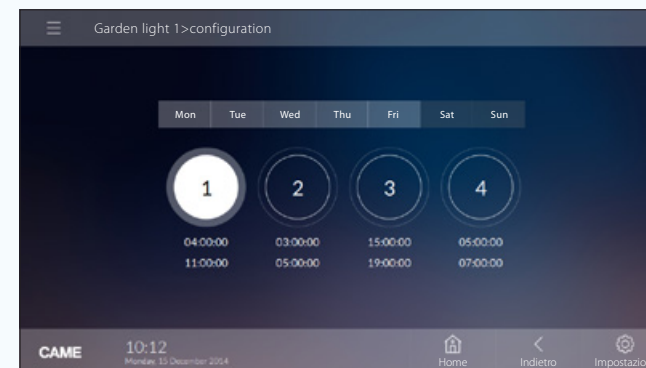 Garden light 1>configuration
Mon Tue Wed Thu Fri Sat Sun
1 2 3 4
04:00:00 03:00:00 15:00:00 05:00:00
11:00:00 05:00:00 19:00:00 07:00:00
CAME 10:12 Home Indietro Impostazio
Monday, 15 December 2014